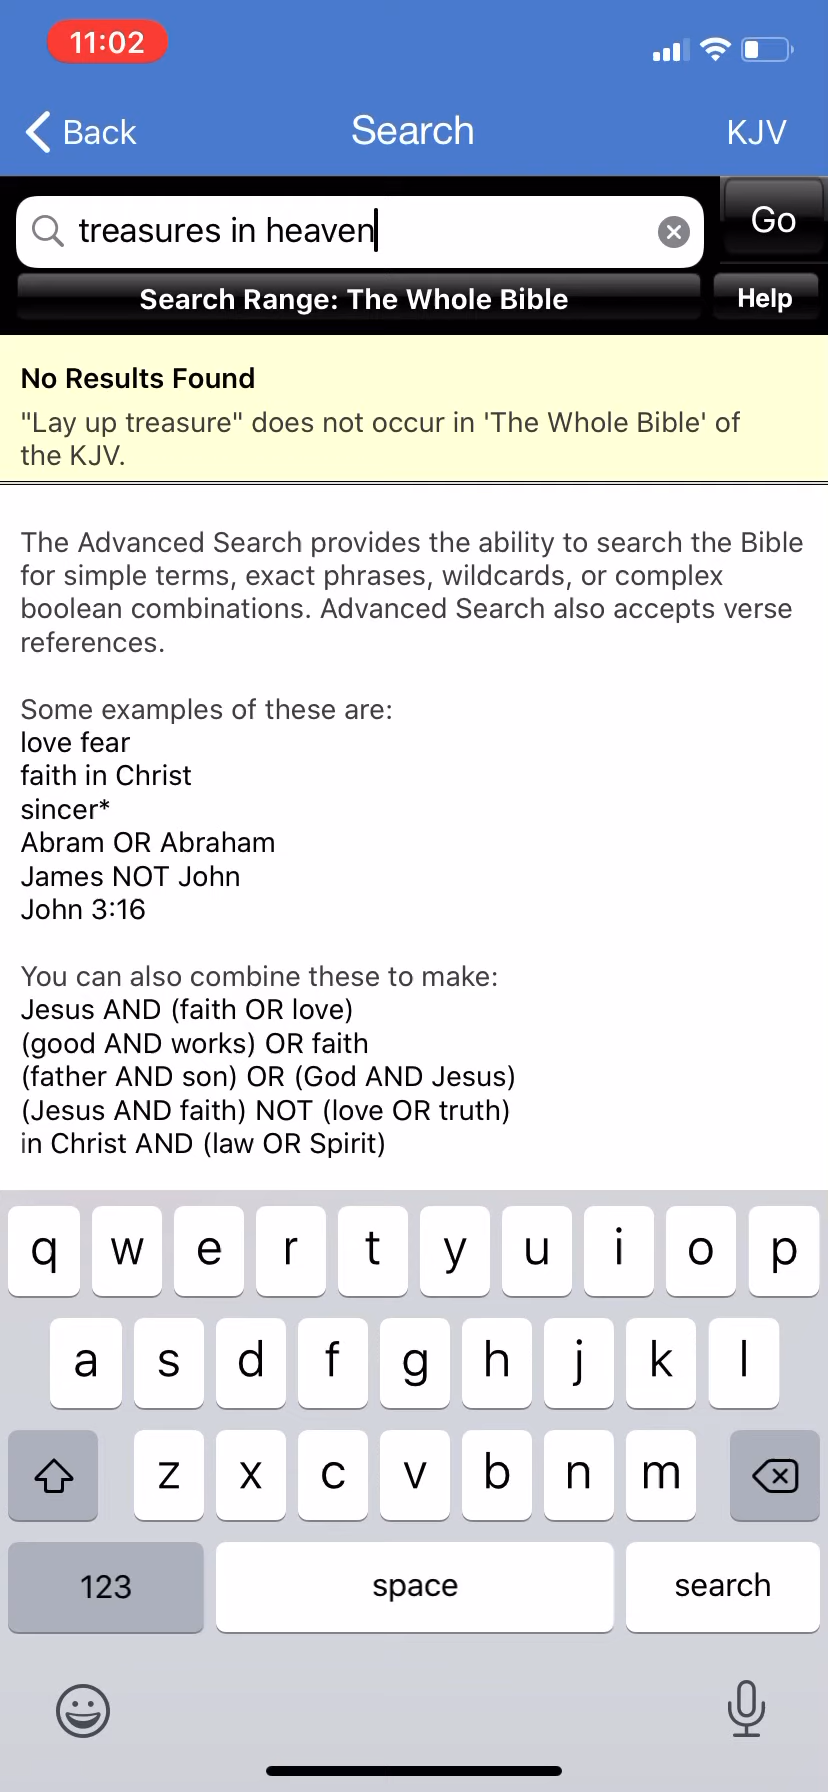 11:02
Back
Search
KJV
treasures in heaven
Go
Search Range: The Whole Bible
Help
No Results Found
"Lay up treasure" does not occur in 'The Whole Bible' of
the KJV.
The Advanced Search provides the ability to search the Bible
for simple terms, exact phrases, wildcards, or complex
boolean combinations. Advanced Search also accepts verse
references.
Some examples of these are:
love fear
faith in Christ
sincer*
Abram OR Abraham
James NOT John
John 3:16
You can also combine these to make:
Jesus AND (faith OR love)
(good AND works) OR faith
(father AND son) OR (God AND Jesus)
(Jesus AND faith) NOT (love OR truth)
in Christ AND (law OR Spirit)
q w e r t y u i o p
a s d f g h j k l
z x c v b n m
123 space search